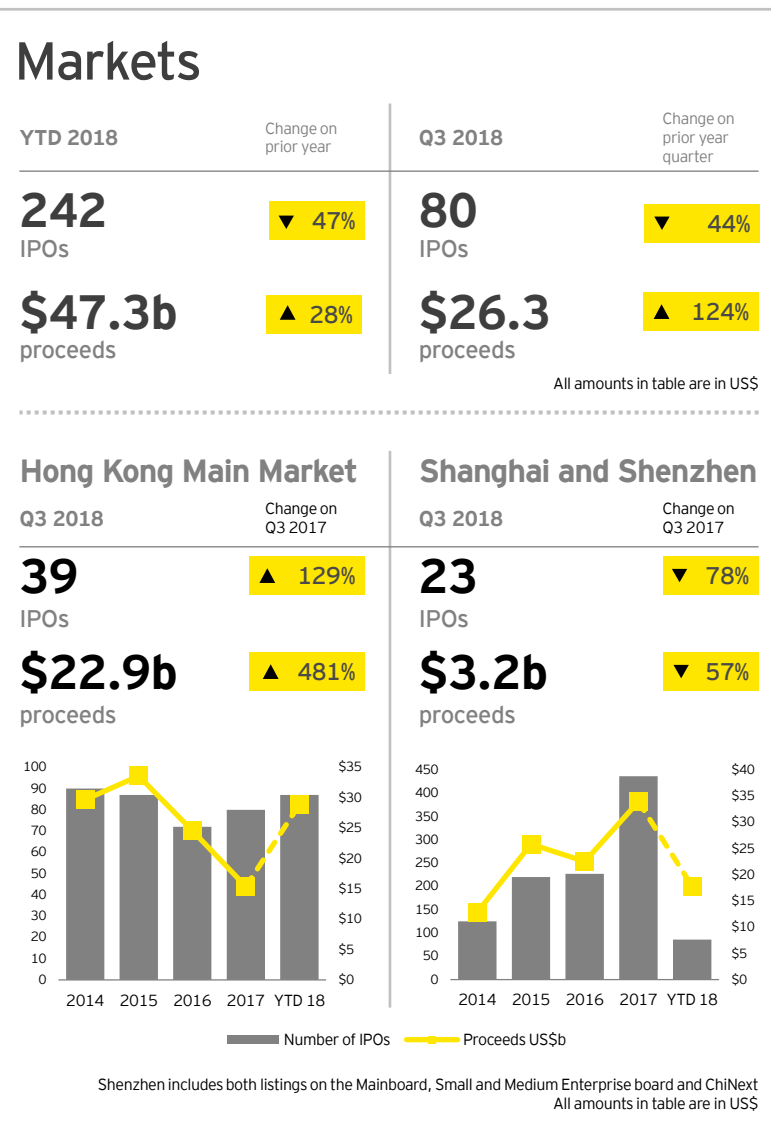 Markets
YTD 2018
Change on
prior year
242
IPOs
▼ 47%
$47.3b
proceeds
▲ 28%
Q3 2018
Change on
prior year
quarter
80
IPOs
▼ 44%
$26.3
proceeds
▲ 124%
All amounts in table are in US$
Hong Kong Main Market
Q3 2018
Change on
Q3 2017
39
IPOs
▲ 129%
$22.9b
proceeds
▲ 481%
100
90
80
70
60
50
40
30
20
10
0
$35
$30
$25
$20
$15
$10
$5
$0
2014 2015 2016 2017 YTD 18
Shanghai and Shenzhen
Q3 2018
Change on
Q3 2017
23
IPOs
▼ 78%
$3.2b
proceeds
▼ 57%
450
400
350
300
250
200
150
100
50
0
$40
$35
$30
$25
$20
$15
$10
$5
$0
2014 2015 2016 2017 YTD 18
Number of IPOs Proceeds US$b
Shenzhen includes both listings on the Mainboard, Small and Medium Enterprise board and ChiNext
All amounts in table are in US$